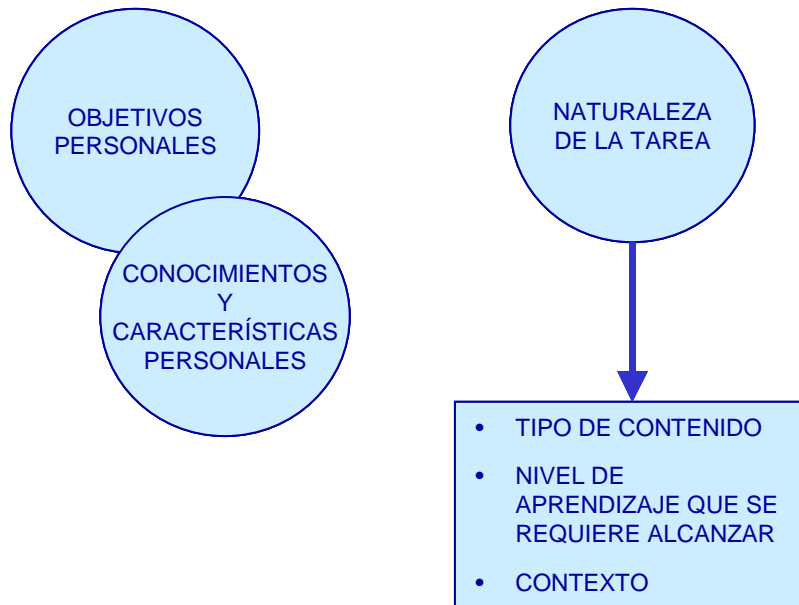 OBJETIVOS
PERSONALES
CONOCIMIENTOS
Y
CARACTERÍSTICAS
PERSONALES
NATURALEZA
DE LA TAREA
• TIPO DE CONTENIDO
• NIVEL DE
APRENDIZAJE QUE SE
REQUIERE ALCANZAR
• CONTEXTO